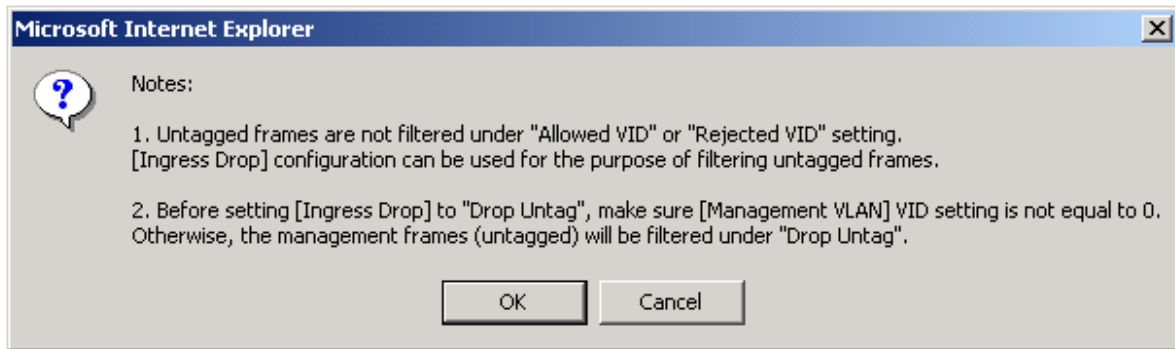 Microsoft Internet Explorer
Notes:
1. Untagged frames are not filtered under "Allowed VID" or "Rejected VID" setting.
[Ingress Drop] configuration can be used for the purpose of filtering untagged frames.
2. Before setting [Ingress Drop] to "Drop Untag", make sure [Management VLAN] VID setting is not equal to 0.
Otherwise, the management frames (untagged) will be filtered under "Drop Untag".
OK Cancel